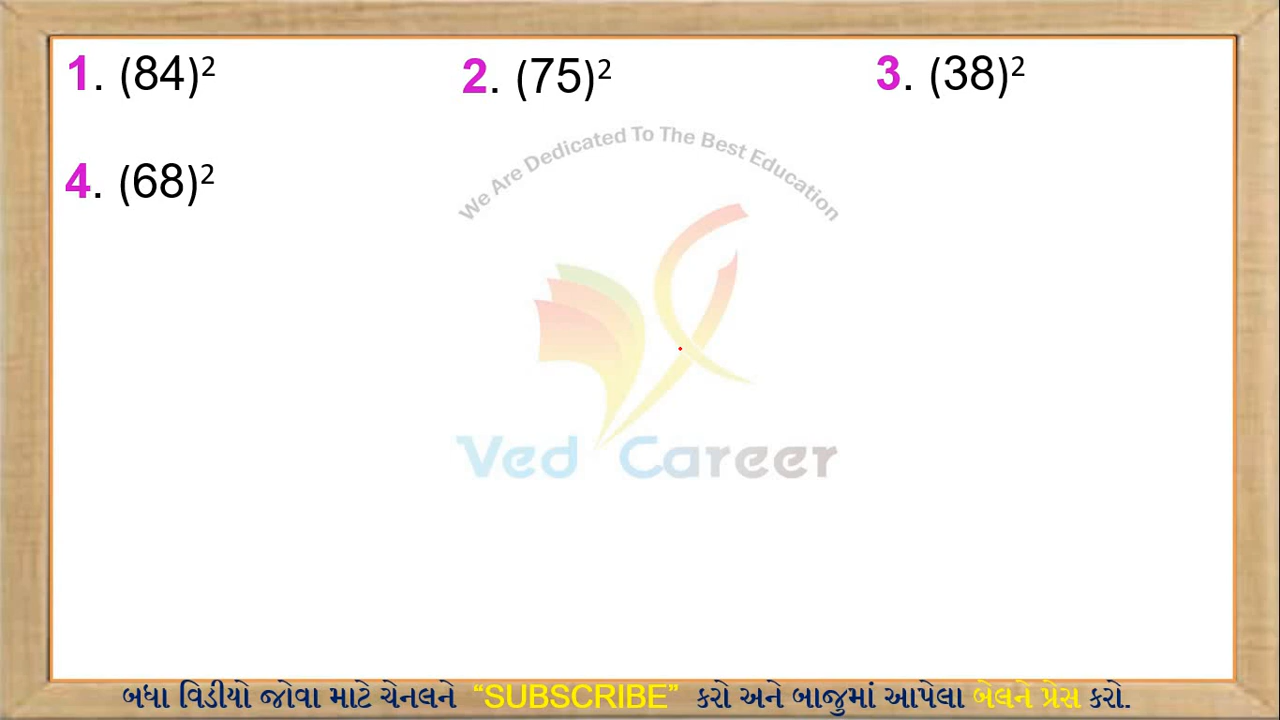 1. (84)² 2. (75)² 3. (38)²
4. (68)²
We Are Dedicated To The Best Education
Ved Career
બધા વિડીયો જોવા માટે ચેનલને “SUBSCRIBE” કરો અને બાજુમાં આપેલા બેલને પ્રેસ કરો.